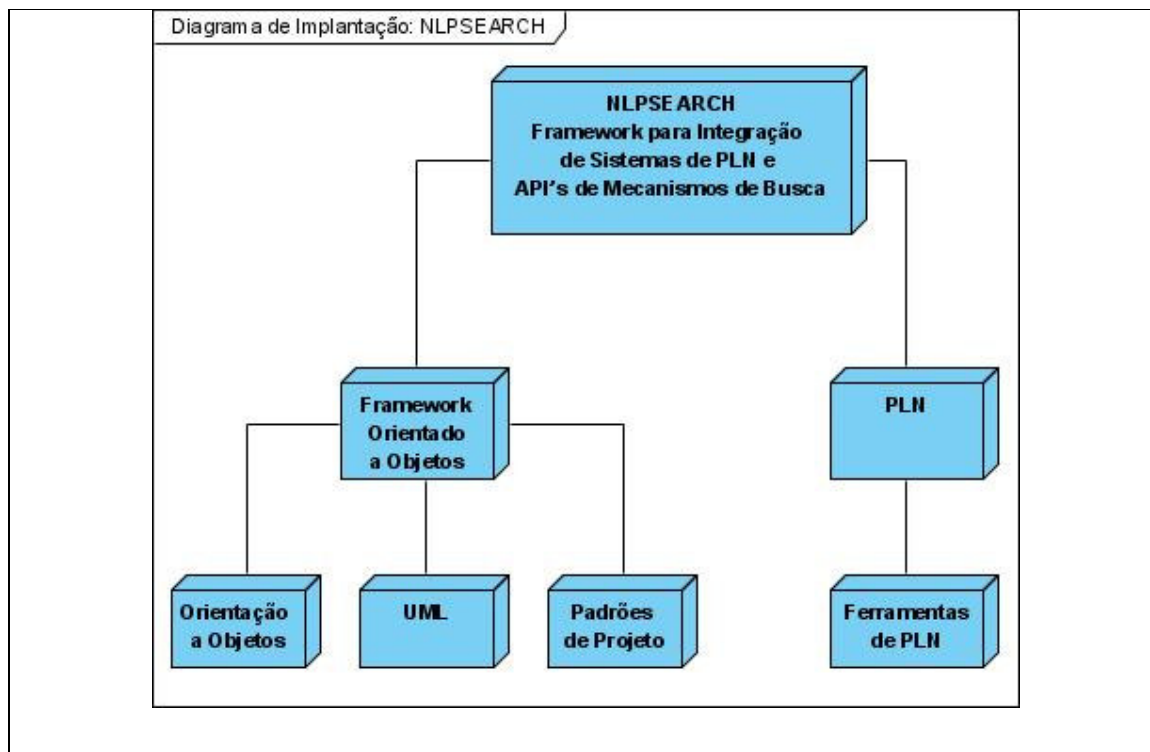 Diagrama de Implantação: NLPSEARCH
NLPSEARCH
Framework para Integração
de Sistemas de PLN e
API's de Mecanismos de Busca
Framework
Orientado
a Objetos
PLN
Orientação
a Objetos
UML
Padrões
de Projeto
Ferramentas
de PLN